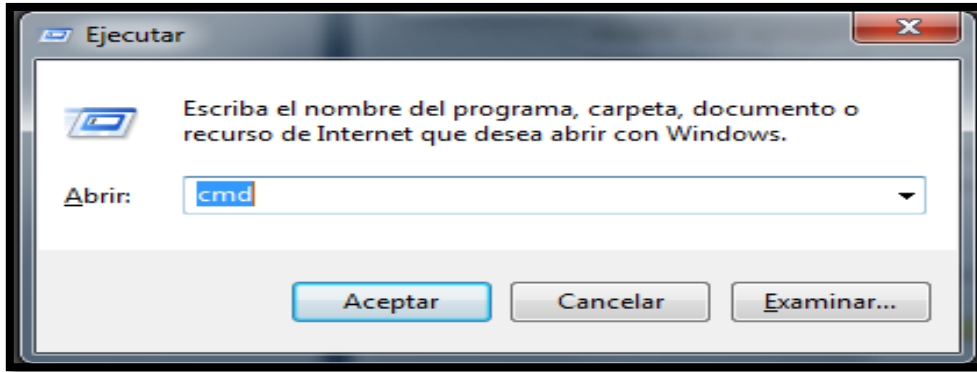 Ejecutar
Escriba el nombre del programa, carpeta, documento o
recurso de Internet que desea abrir con Windows.
Abrir: cmd
Aceptar Cancelar Examinar...